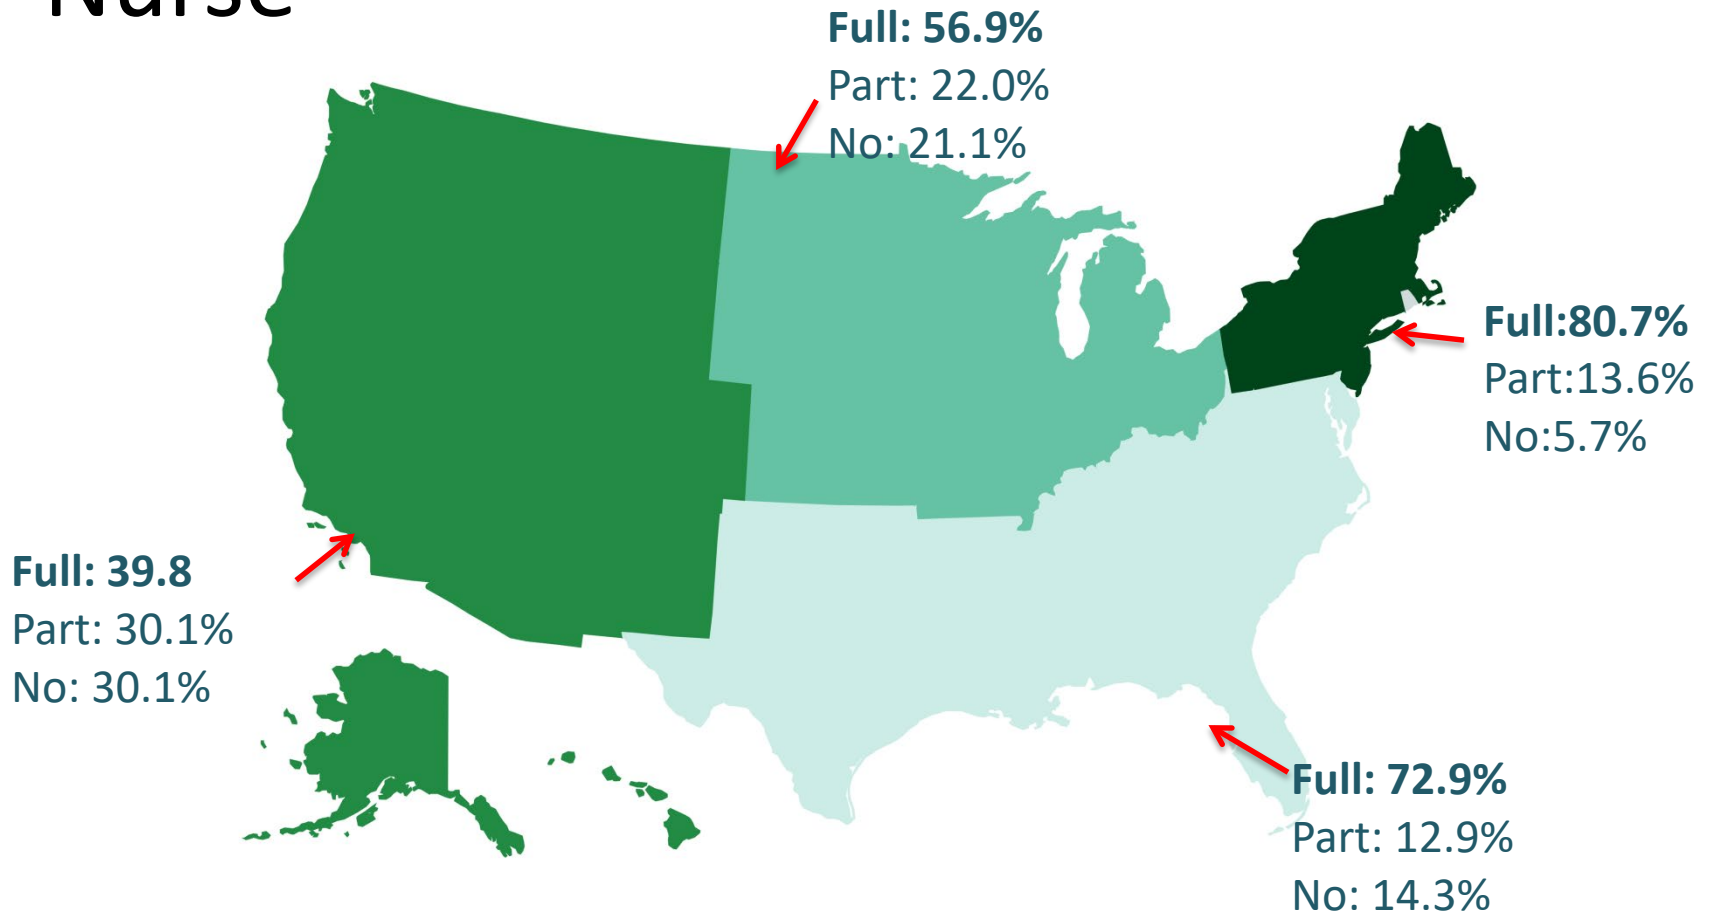 Nurse
Full: 56.9%
Part: 22.0%
No: 21.1%
Full:80.7%
Part:13.6%
No:5.7%
Full: 39.8
Part: 30.1%
No: 30.1%
Full: 72.9%
Part: 12.9%
No: 14.3%